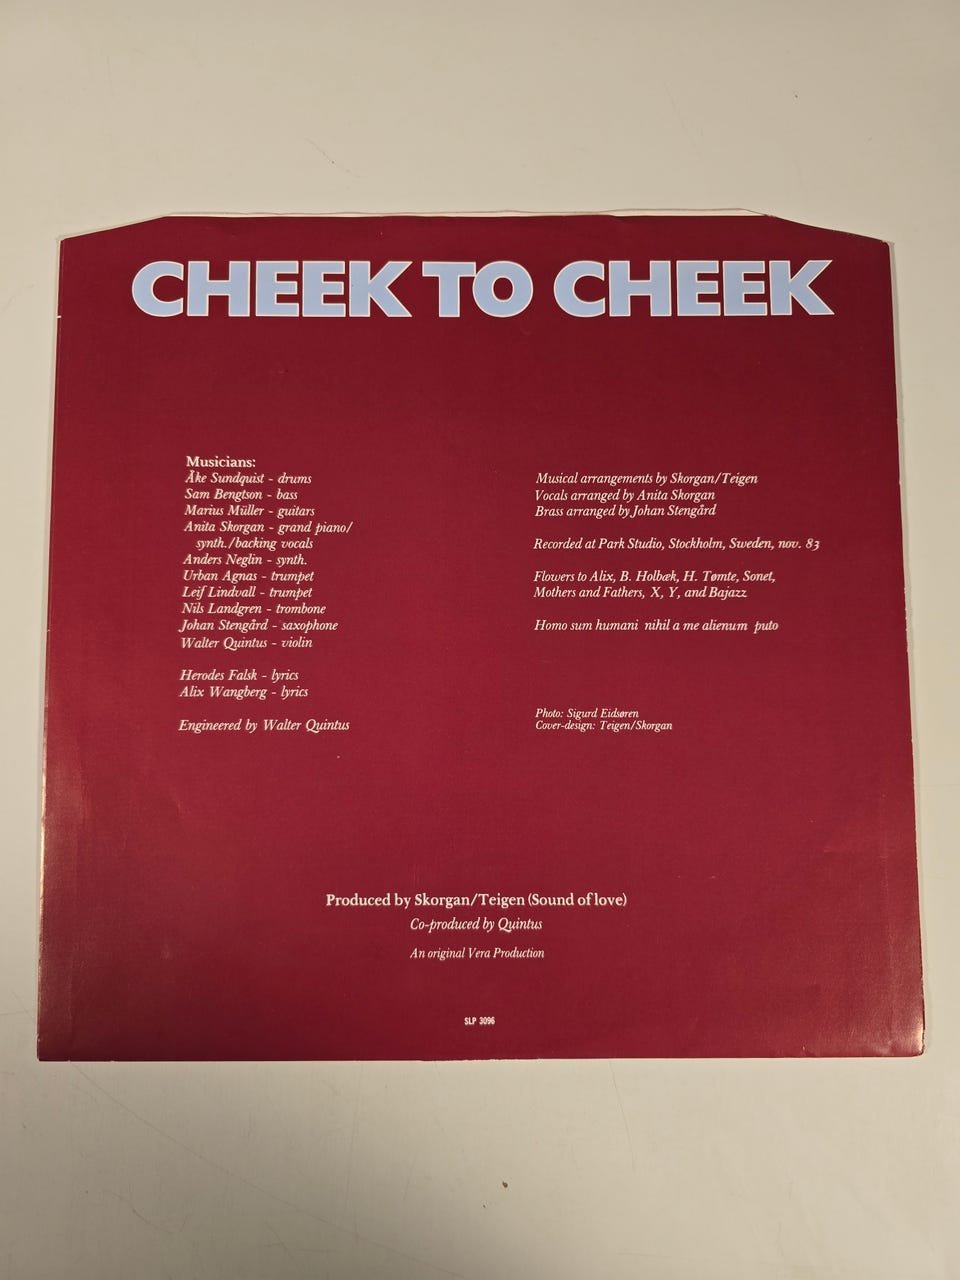 CHEEK TO CHEEK
Musicians:
Åke Sundquist - drums
Sam Bengtson - bass
Marius Müller - guitars
Anita Skorgan - grand piano/
synth./backing vocals
Anders Neglin - synth.
Urban Agnas - trumpet
Leif Lindvall - trumpet
Nils Landgren - trombone
Johan Stengård - saxophone
Walter Quintus - violin
Herodes Falsk - lyrics
Alix Wangberg - lyrics
Engineered by Walter Quintus
Musical arrangements by Skorgan/Teigen
Vocals arranged by Anita Skorgan
Brass arranged by Johan Stengård
Recorded at Park Studio, Stockholm, Sweden, nov. 83
Flowers to Alix, B. Holbæk, H. Tømte, Sonet,
Mothers and Fathers, X, Y, and Bajazz
Homo sum humani nihil a me alienum puto
Photo: Sigurd Eidsøren
Cover-design: Teigen/Skorgan
Produced by Skorgan/Teigen (Sound of love)
Co-produced by Quintus
An original Vera Production
SLP 3096